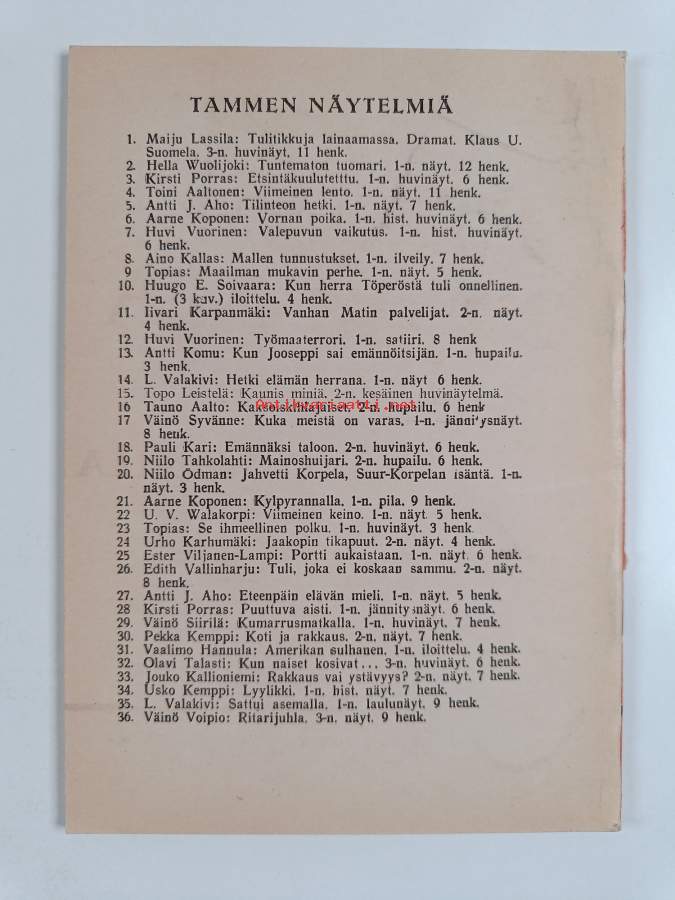 TAMMEN NÄYTELMIÄ
1. Maiju Lassila: Tulitikkuja lainaamassa. Dramat. Klaus U.
Suomela. 3-n. huvinäyt. 11 henk.
2. Hella Wuolijoki: Tuntematon tuomari. 1-n. näyt. 12 henk.
3. Kirsti Porras: Etsintäkuulutetttu. 1-n. huvinäyt. 6 henk.
4. Toini Aaltonen: Viimeinen lento. 1-n. näyt. 11 henk.
5. Antti J. Aho: Tilinteon hetki. 1-n. näyt. 7 henk.
6. Aarne Koponen: Vornan poika. 1-n. hist. huvinäyt. 6 henk.
7. Huvi Vuorinen: Valepuvun vaikutus. 1-n. hist. huvinäyt.
6 henk.
8. Aino Kallas: Mallen tunnustukset. 1-n. ilveily. 7 henk.
9 Topias: Maailman mukavin perhe. 1-n. näyt. 5 henk.
10. Huugo E. Soivaara: Kun herra Töperöstä tuli onnellinen.
1-n. (3 kuv.) iloittelu. 4 henk.
11. Iivari Karpanmäki: Vanhan Matin palvelijat. 2-n. näyt.
4 henk.
12. Huvi Vuorinen: Työmaaterrori. 1-n. satiiri. 8 henk
13. Antti Komu: Kun Jooseppi sai emännöitsijän. 1-n. hupailu.
3 henk.
14. L. Valakivi: Hetki elämän herrana. 1-n. näyt 6 henk.
15. Topo Leistelä: Kaunis miniä. 2-n. kesäinen huvinäytelmä.
16 Tauno Aalto: Kaksoiskihlajaiset. 2-n. hupailu. 6 henk
Antikvariaatti.net
17 Väinö Syvänne: Kuka meistä on varas. 1-n. jännitysnäyt.
8 henk.
18. Pauli Kari: Emännäksi taloon. 2-n. huvinäyt. 6 henk.
19. Niilo Tahkolahti: Mainoshuijari. 2-n. hupailu. 6 henk.
20. Niilo Ödman: Jahvetti Korpela, Suur-Korpelan isäntä. 1-n.
näyt. 3 henk.
21. Aarne Koponen: Kylpyrannalla. 1-n. pila. 9 henk.
22 U. V. Walakorpi: Viimeinen keino. 1-n. näyt. 5 henk.
23 Topias: Se ihmeellinen polku. 1-n. huvinäyt. 3 henk.
24 Urho Karhumäki: Jaakopin tikapuut. 2-n. näyt. 4 henk.
25 Ester Viljanen-Lampi: Portti aukaistaan. 1-n. näyt. 6 henk.
26. Edith Vallinharju: Tuli, joka ei koskaan sammu. 2-n. näyt.
8 henk.
27. Antti J. Aho: Eteenpäin elävän mieli. 1-n. näyt. 5 henk.
28 Kirsti Porras: Puuttuva aisti. 1-n. jännitysnäyt. 6 henk.
29. Väinö Siirilä: Kumarrusmatkalla. 1-n. huvinäyt. 7 henk.
30. Pekka Kemppi: Koti ja rakkaus. 2-n. näyt. 7 henk.
31. Vaalimo Hannula: Amerikan sulhanen. 1-n. iloittelu. 4 henk.
32. Olavi Talasti: Kun naiset kosivat... 3-n. huvinäyt. 6 henk.
33. Jouko Kallioniemi: Rakkaus vai ystävyys? 2-n. näyt. 7 henk.
34. Usko Kemppi: Lyylikki. 1-n. hist. näyt. 7 henk.
35. L. Valakivi: Sattui asemalla. 1-n. laulunäyt. 9 henk.
36. Väinö Voipio: Ritarijuhla. 3-n. näyt. 9 henk.